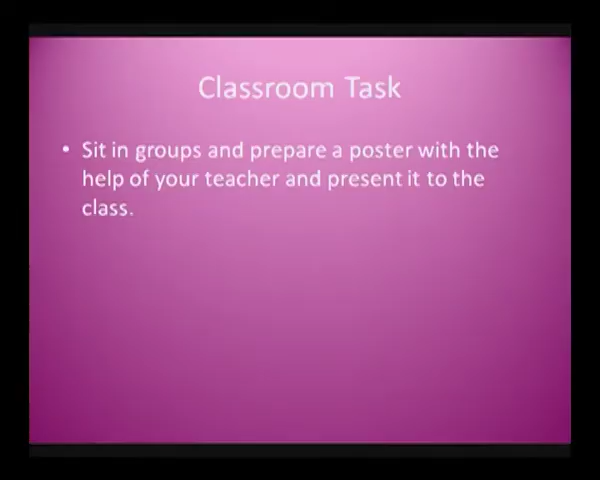 Classroom Task
• Sit in groups and prepare a poster with the
help of your teacher and present it to the
class.